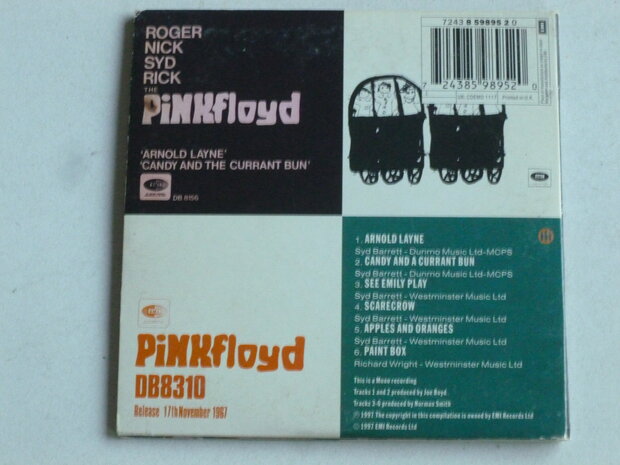 ROGER
NICK
SYD
RICK
THE
PiNKfloyd
'ARNOLD LAYNE'
'CANDY AND THE CURRANT BUN'
DB 8156
7243 8 59895 2 0
7 24385 98952 0
UK: CDEMD 1117 Printed in U.K.
EMI
1. ARNOLD LAYNE
Syd Barrett - Dunmo Music Ltd-MCPS
2. CANDY AND A CURRANT BUN
Syd Barrett - Dunmo Music Ltd-MCPS
3. SEE EMILY PLAY
Syd Barrett - Westminster Music Ltd
4. SCARECROW
Syd Barrett - Westminster Music Ltd
5. APPLES AND ORANGES
Syd Barrett - Westminster Music Ltd
6. PAINT BOX
Richard Wright - Westminster Music Ltd
This is a Mono recording
Tracks 1 and 2 produced by Joe Boyd.
Tracks 3-6 produced by Norman Smith
℗ 1997 The copyright in this compilation is owned by EMI Records Ltd
© 1997 EMI Records Ltd
PiNKfloyd
DB8310
Release 17th November 1967